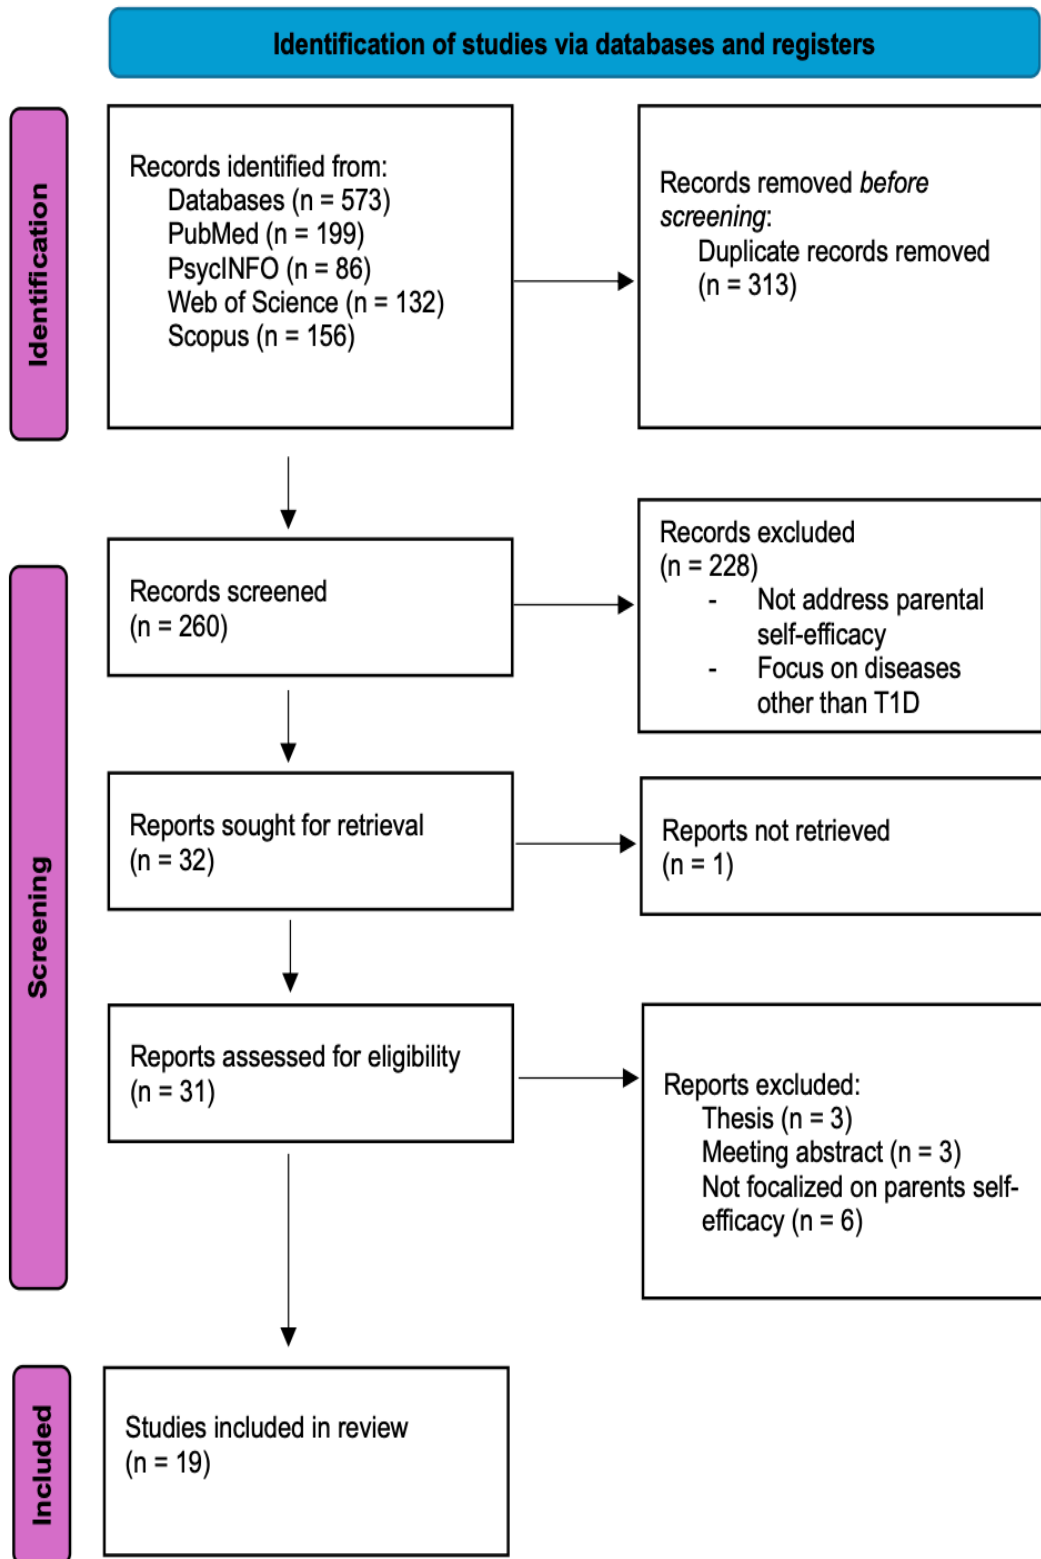 Identification of studies via databases and registers
Identification
Records identified from:
Databases (n = 573)
PubMed (n = 199)
PsycINFO (n = 86)
Web of Science (n = 132)
Scopus (n = 156)
Records removed before
screening:
Duplicate records removed
(n = 313)
Screening
Records screened
(n = 260)
Records excluded
(n = 228)
- Not address parental
self-efficacy
- Focus on diseases
other than T1D
Reports sought for retrieval
(n = 32)
Reports not retrieved
(n = 1)
Reports assessed for eligibility
(n = 31)
Reports excluded:
Thesis (n = 3)
Meeting abstract (n = 3)
Not focalized on parents self-
efficacy (n = 6)
Included
Studies included in review
(n = 19)